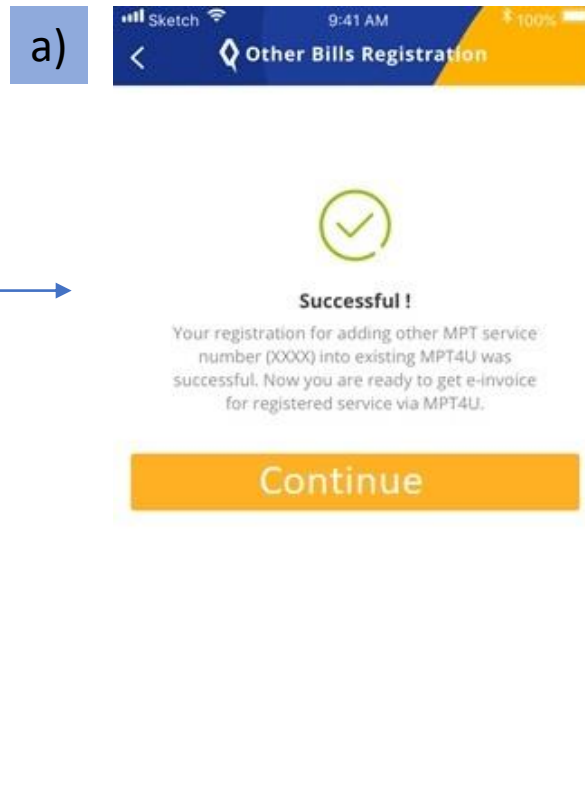 a)
Sketch 9:41 AM 100%
Other Bills Registration
Successful !
Your registration for adding other MPT service
number (XXXX) into existing MPT4U was
successful. Now you are ready to get e-invoice
for registered service via MPT4U.
Continue